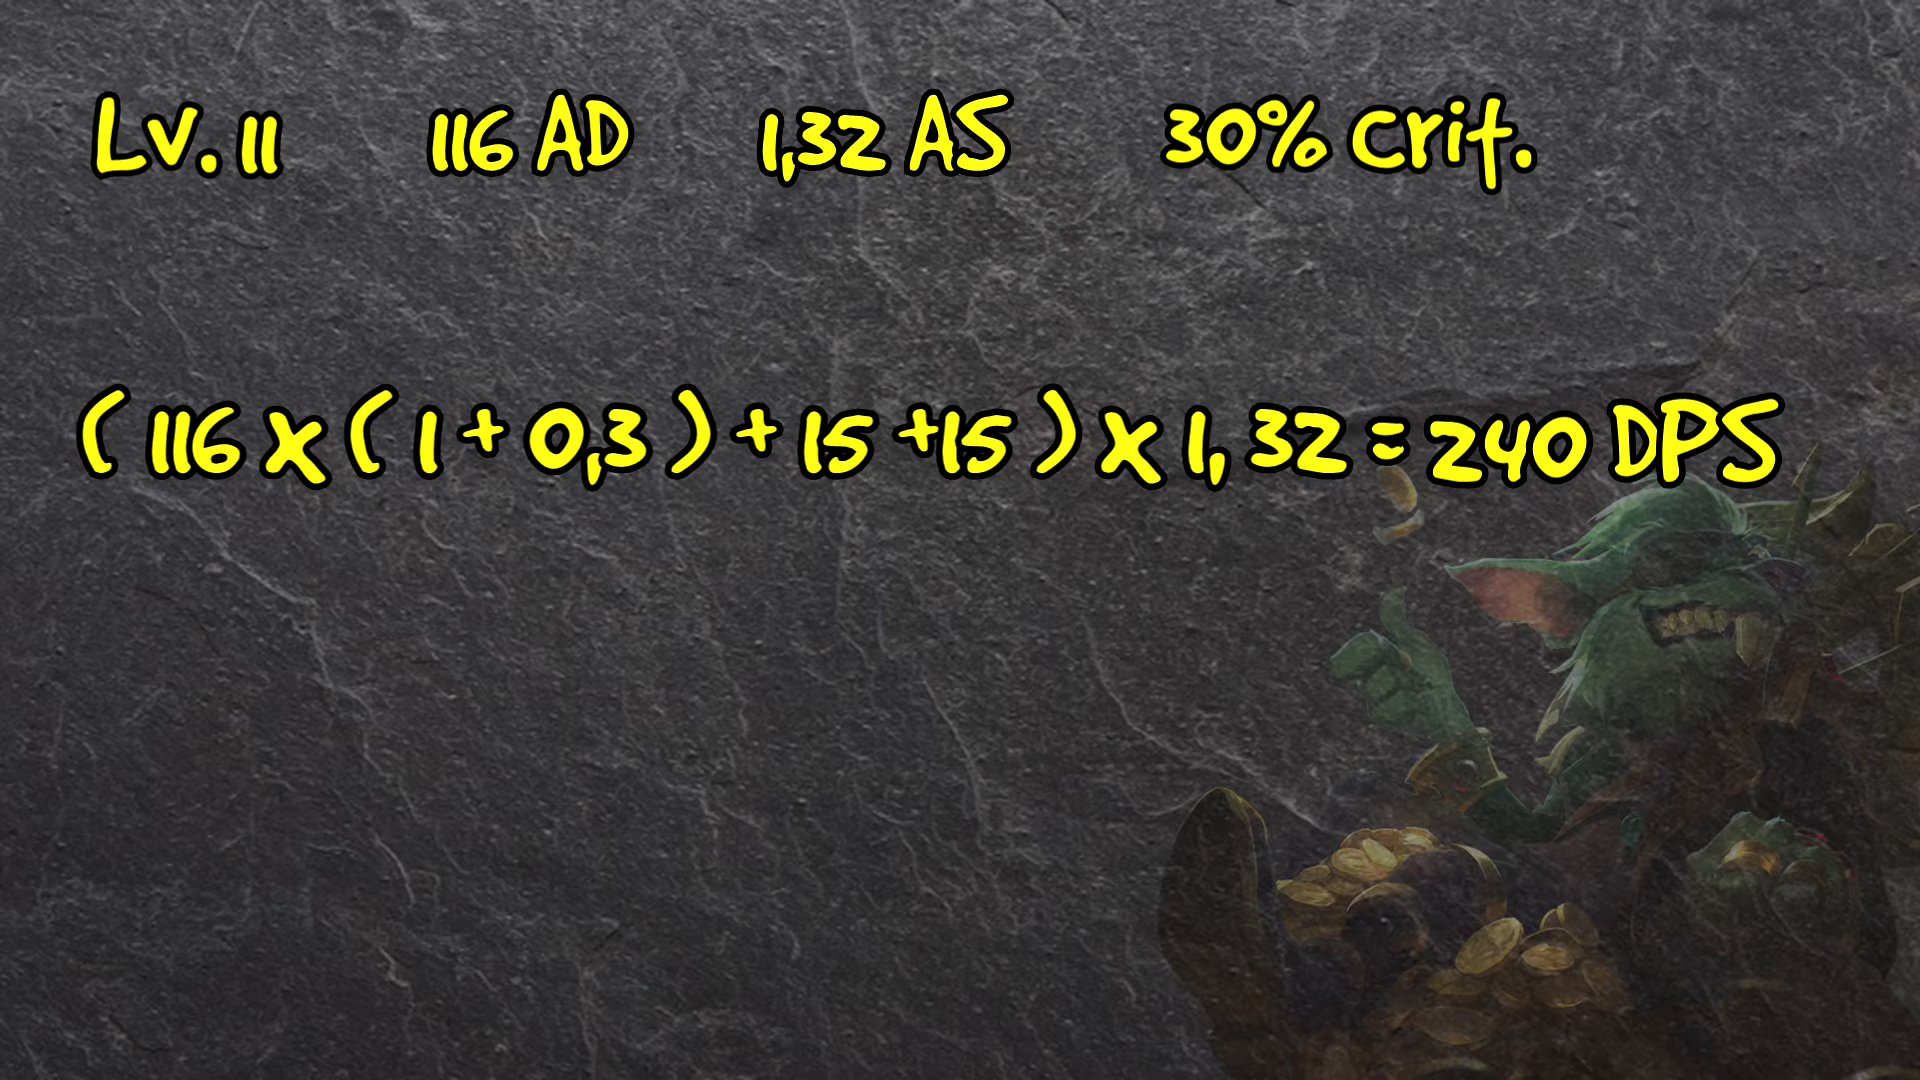 Lv. 11 116 AD 1,32 AS 30% Crit.
( 116 x ( 1 + 0,3 ) + 15 +15 ) x 1, 32 = 240 DPS